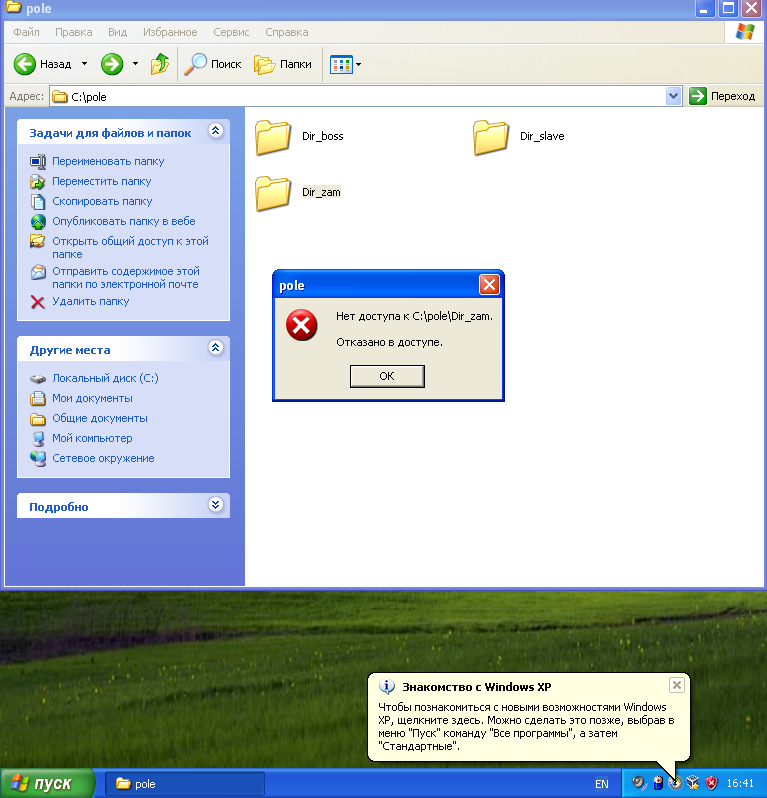 pole
Файл Правка Вид Избранное Сервис Справка
Назад Поиск Папки
Адрес: C:\pole Переход
Задачи для файлов и папок
Переименовать папку
Переместить папку
Скопировать папку
Опубликовать папку в вебе
Открыть общий доступ к этой
папке
Отправить содержимое этой
папки по электронной почте
Удалить папку
Другие места
Локальный диск (C:)
Мои документы
Общие документы
Мой компьютер
Сетевое окружение
Подробно
Dir_boss Dir_slave
Dir_zam
pole
Нет доступа к C:\pole\Dir_zam.
Отказано в доступе.
OK
Знакомство с Windows XP
Чтобы познакомиться с новыми возможностями Windows
XP, щелкните здесь. Можно сделать это позже, выбрав в
меню "Пуск" команду "Все программы", а затем
"Стандартные".
пуск pole EN 16:41